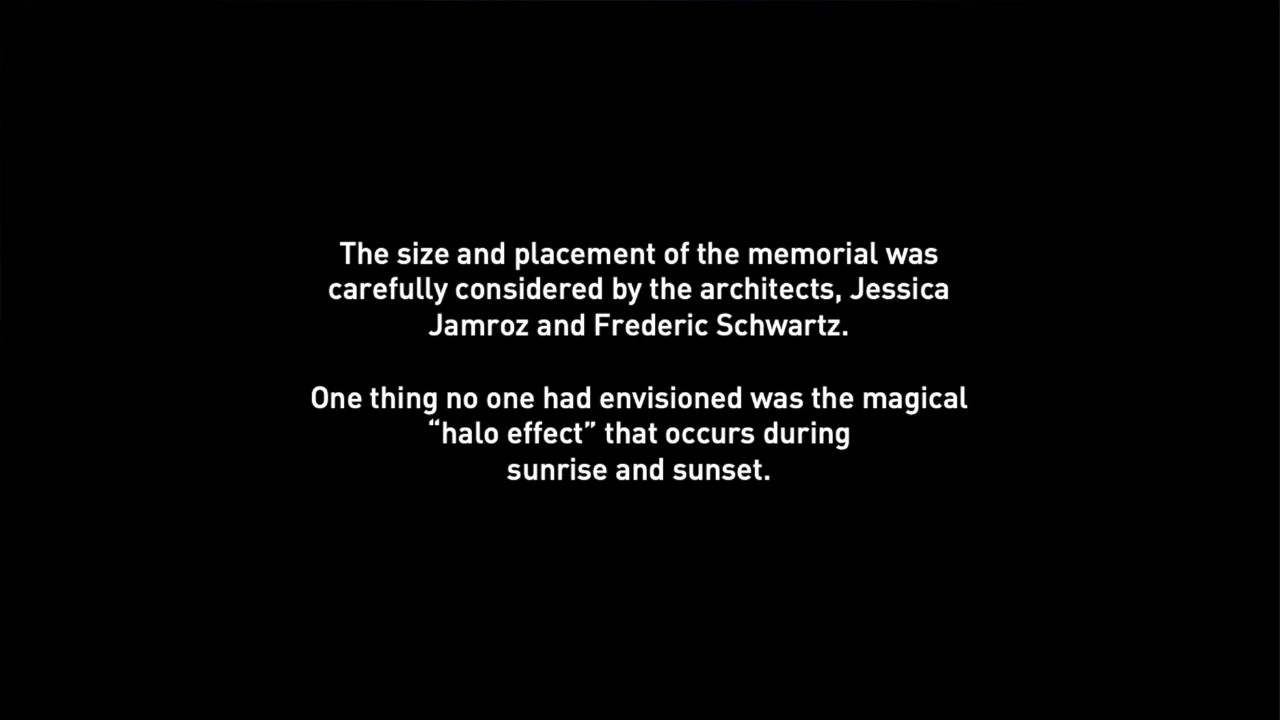 The size and placement of the memorial was
carefully considered by the architects, Jessica
Jamroz and Frederic Schwartz.
One thing no one had envisioned was the magical
“halo effect” that occurs during
sunrise and sunset.